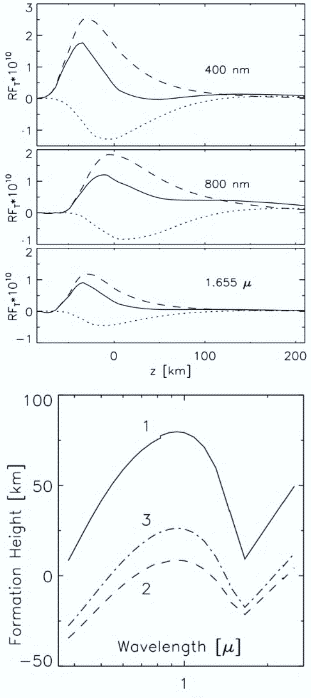 3
2
RF_T*10^10
1
400 nm
0
-1
2
RF_T*10^10
1
800 nm
0
-1
2
RF_T*10^10
1
1.655 μ
0
-1
0 100 200
z [km]
100
1
Formation Height [km]
50
3
0
2
Wavelength [μ]
-50
1